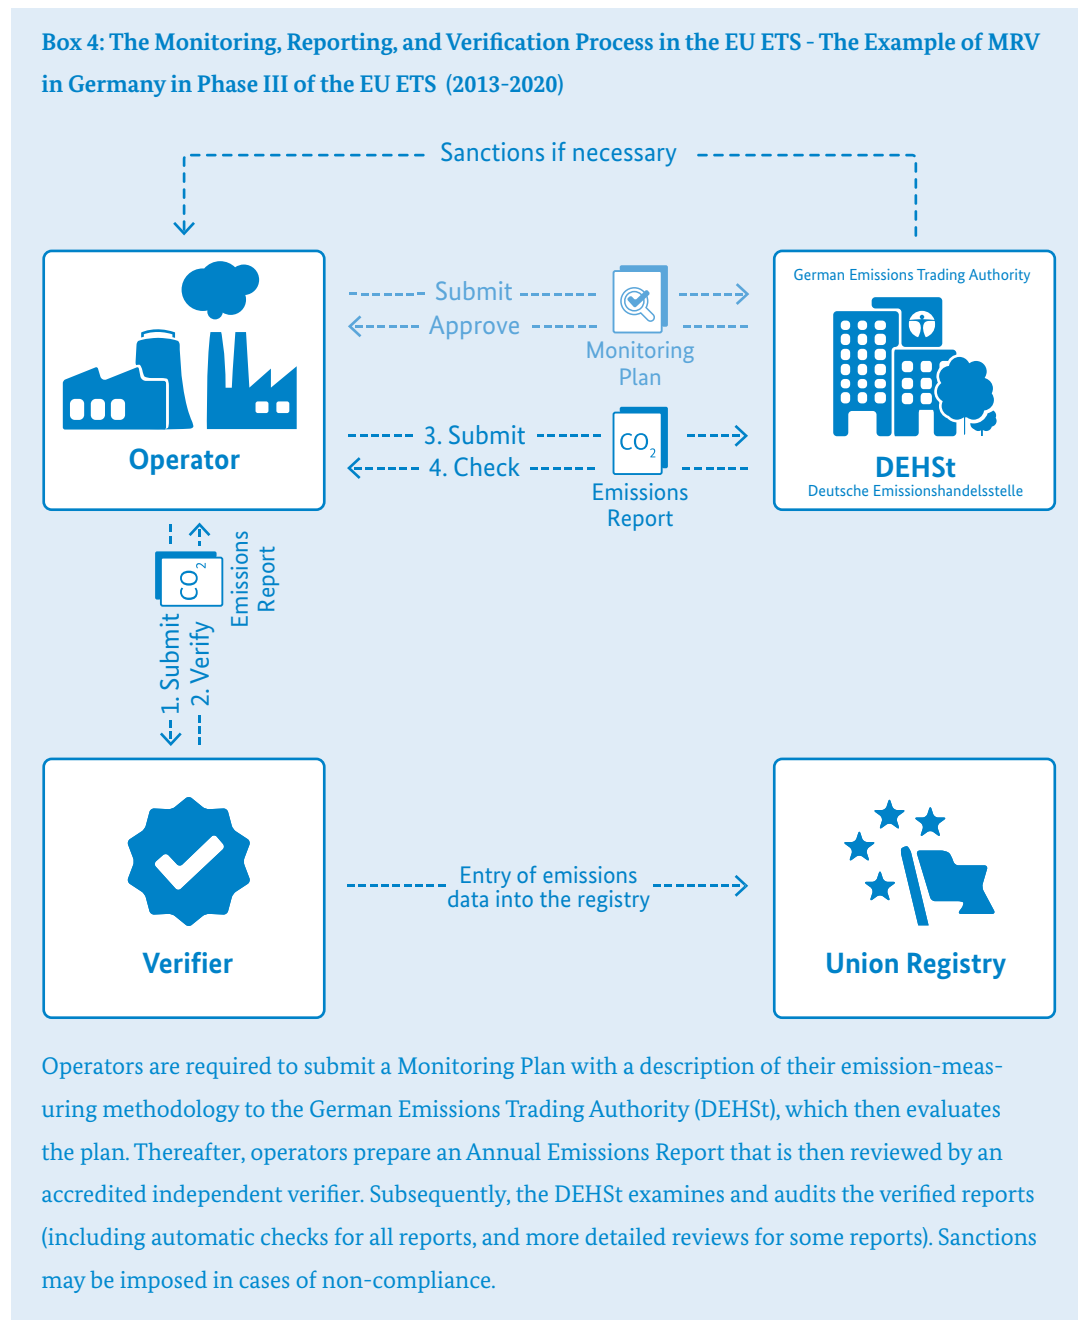 Box 4: The Monitoring, Reporting, and Verification Process in the EU ETS - The Example of MRV
in Germany in Phase III of the EU ETS (2013-2020)
Sanctions if necessary
Operator
Submit
Approve
Monitoring
Plan
3. Submit
4. Check
CO₂
Emissions
Report
German Emissions Trading Authority
DEHSt
Deutsche Emissionshandelsstelle
1. Submit
2. Verify
CO₂
Emissions
Report
Verifier
Entry of emissions
data into the registry
Union Registry
Operators are required to submit a Monitoring Plan with a description of their emission-meas-
uring methodology to the German Emissions Trading Authority (DEHSt), which then evaluates
the plan. Thereafter, operators prepare an Annual Emissions Report that is then reviewed by an
accredited independent verifier. Subsequently, the DEHSt examines and audits the verified reports
(including automatic checks for all reports, and more detailed reviews for some reports). Sanctions
may be imposed in cases of non-compliance.